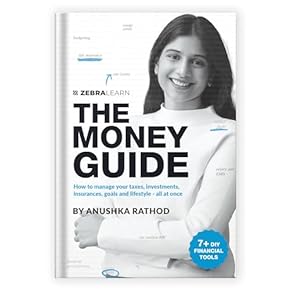 budgeting
ZEBRALEARN
THE
MONEY
GUIDE
How to manage your taxes, investments,
insurances, goals and lifestyle - all at once
BY ANUSHKA RATHOD
7+ DIY
FINANCIAL
TOOLS